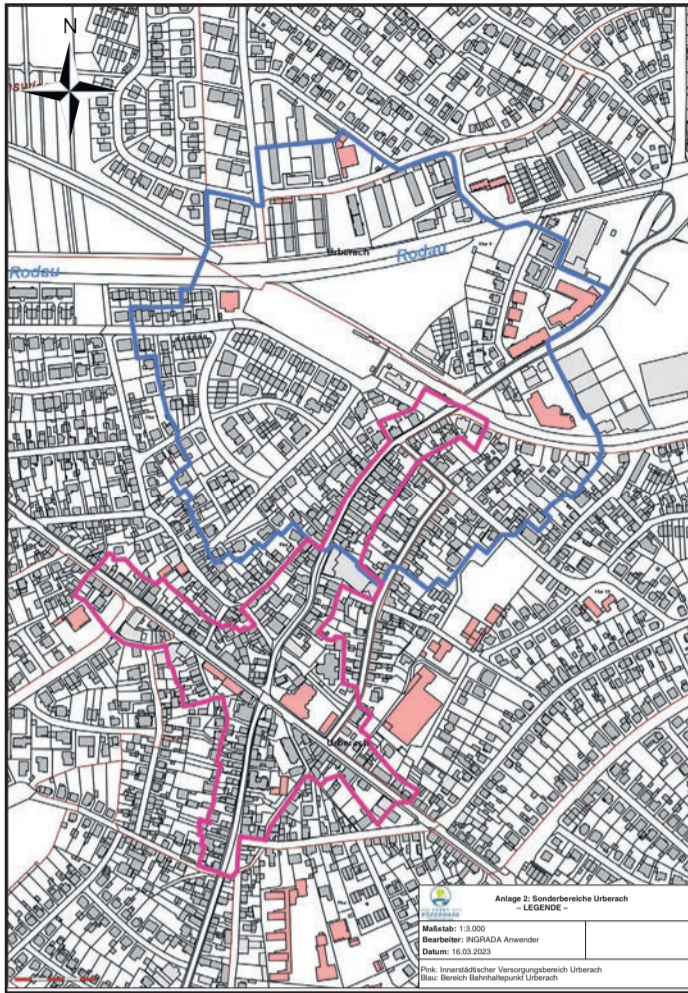 N
Urberach
Rodau
Rodau
Urberach
Anlage 2: Sonderbereiche Urberach
– LEGENDE –
Maßstab: 1:3.000
Bearbeiter: INGRADA Anwender
Datum: 16.03.2023
Pink: Innerstädtischer Versorgungsbereich Urberach
Blau: Bereich Bahnhaltepunkt Urberach